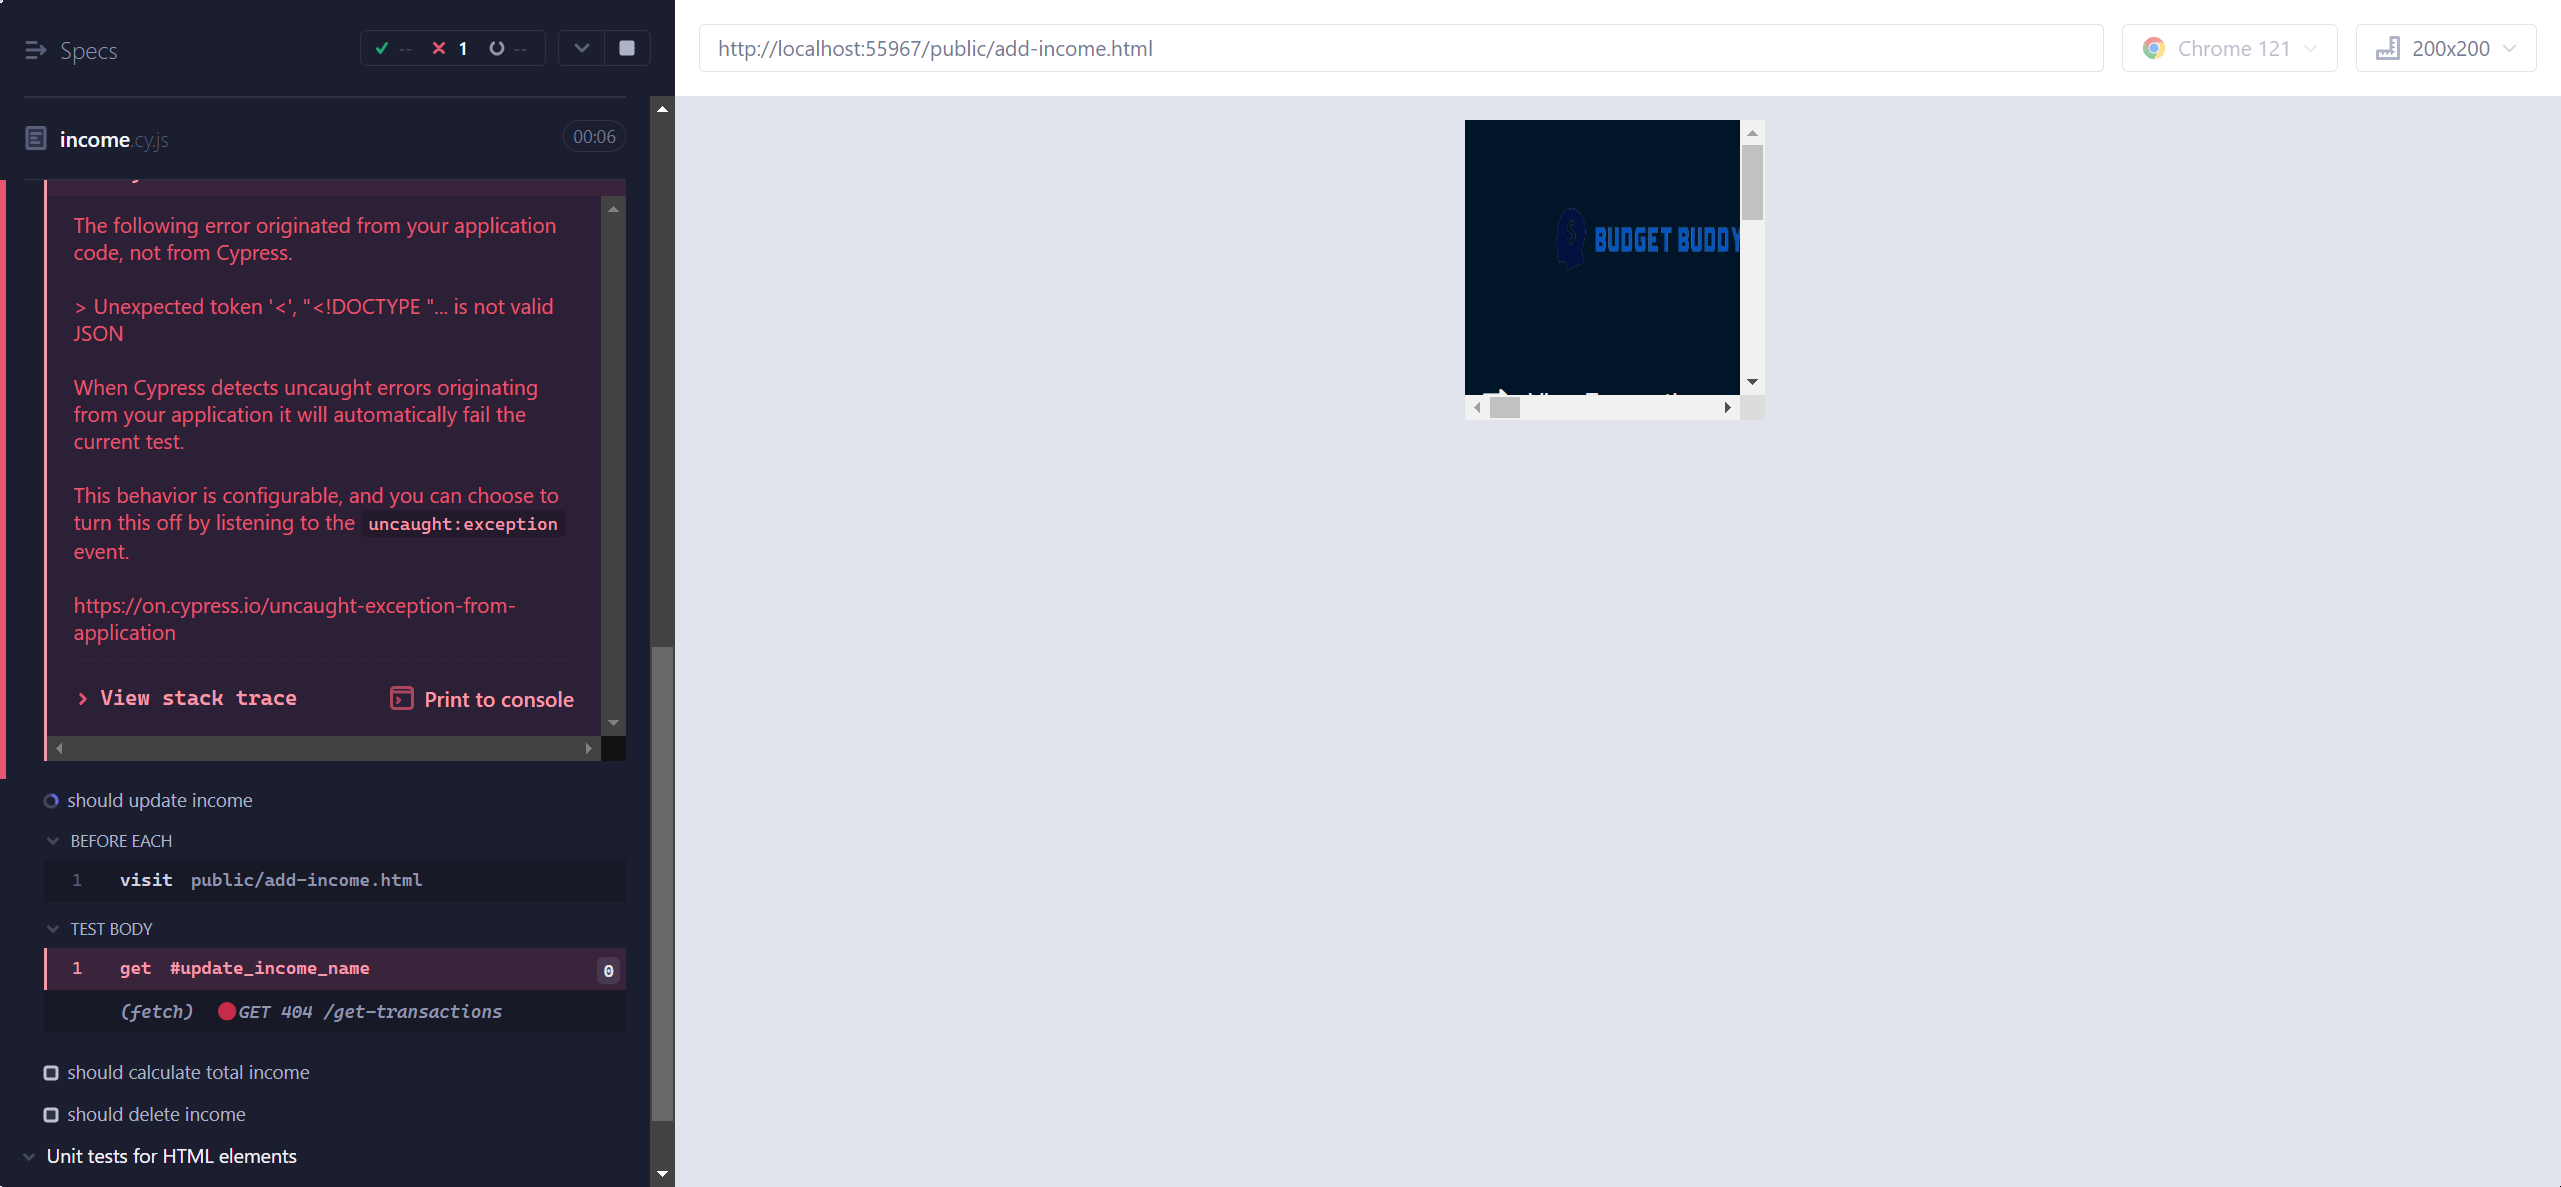 Specs
-- 1 --
income.cy.js
00:06
The following error originated from your application
code, not from Cypress.
> Unexpected token '<', "<!DOCTYPE "... is not valid
JSON
When Cypress detects uncaught errors originating
from your application it will automatically fail the
current test.
This behavior is configurable, and you can choose to
turn this off by listening to the uncaught:exception
event.
https://on.cypress.io/uncaught-exception-from-
application
View stack trace
Print to console
should update income
BEFORE EACH
1 visit public/add-income.html
TEST BODY
1 get #update_income_name 0
(fetch) GET 404 /get-transactions
should calculate total income
should delete income
Unit tests for HTML elements
http://localhost:55967/public/add-income.html
Chrome 121
200x200
BUDGET BUDDY